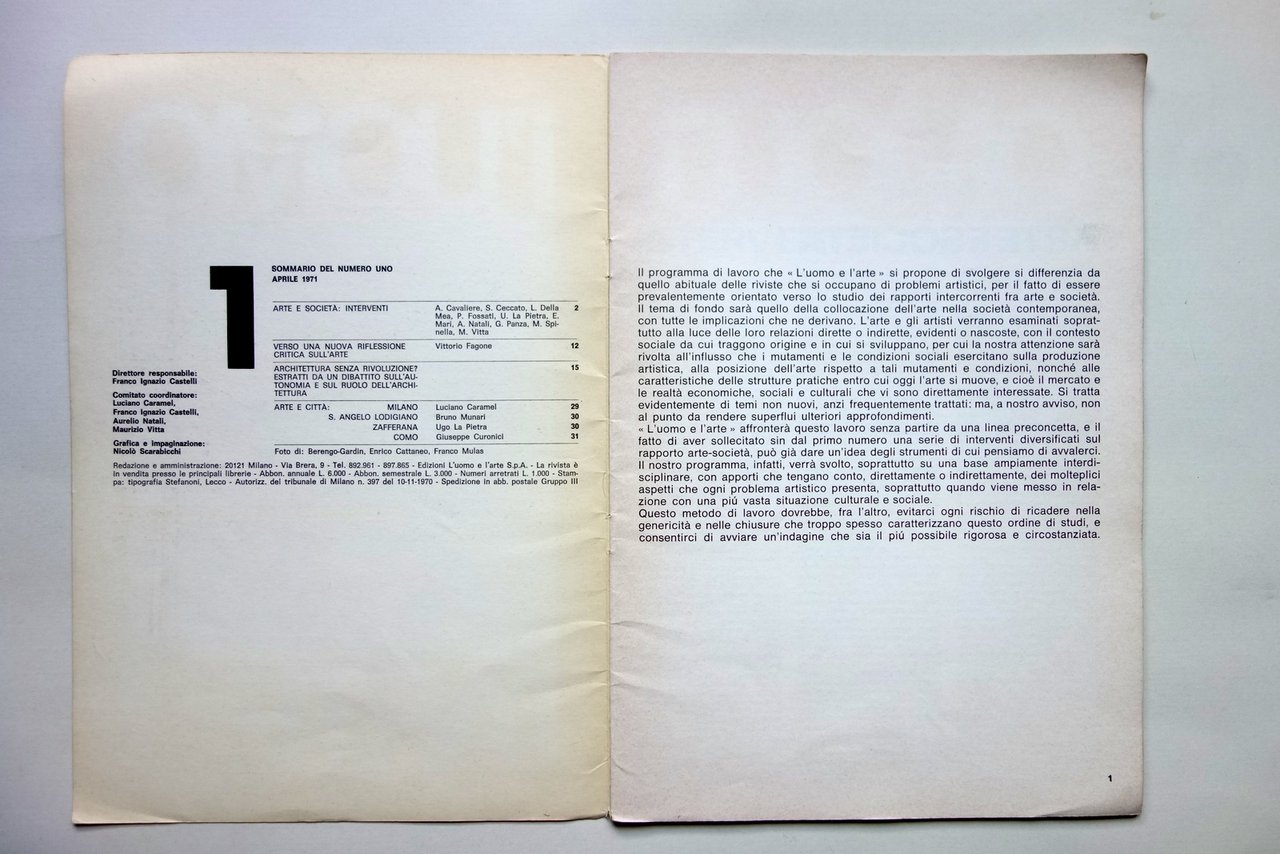 1
SOMMARIO DEL NUMERO UNO
APRILE 1971
ARTE E SOCIETÀ: INTERVENTI A. Cavaliere, S. Ceccato, L. Della 2
Mea, P. Fossati, U. La Pietra, E.
Mari, A. Natali, G. Panza, M. Spi-
nella, M. Vitta
VERSO UNA NUOVA RIFLESSIONE Vittorio Fagone 12
CRITICA SULL'ARTE
ARCHITETTURA SENZA RIVOLUZIONE? 15
ESTRATTI DA UN DIBATTITO SULL'AU-
TONOMIA E SUL RUOLO DELL'ARCHI-
TETTURA
ARTE E CITTÀ: MILANO Luciano Caramel 29
S. ANGELO LODIGIANO Bruno Munari 30
ZAFFERANA Ugo La Pietra 30
COMO Giuseppe Curonici 31
Foto di: Berengo-Gardin, Enrico Cattaneo, Franco Mulas
Direttore responsabile:
Franco Ignazio Castelli
Comitato coordinatore:
Luciano Caramel,
Franco Ignazio Castelli,
Aurelio Natali,
Maurizio Vitta
Grafica e impaginazione:
Nicolò Scarabicchi
Redazione e amministrazione: 20121 Milano - Via Brera, 9 - Tel. 892.961 - 897.865 - Edizioni L'uomo e l'arte S.p.A. - La rivista è
in vendita presso le principali librerie - Abbon. annuale L. 6.000 - Abbon. semestrale L. 3.000 - Numeri arretrati L. 1.000 - Stam-
pa: tipografia Stefanoni, Lecco - Autorizz. del tribunale di Milano n. 397 del 10-11-1970 - Spedizione in abb. postale Gruppo III
Il programma di lavoro che « L'uomo e l'arte » si propone di svolgere si differenzia da
quello abituale delle riviste che si occupano di problemi artistici, per il fatto di essere
prevalentemente orientato verso lo studio dei rapporti intercorrenti fra arte e società.
Il tema di fondo sarà quello della collocazione dell'arte nella società contemporanea,
con tutte le implicazioni che ne derivano. L'arte e gli artisti verranno esaminati soprat-
tutto alla luce delle loro relazioni dirette o indirette, evidenti o nascoste, con il contesto
sociale da cui traggono origine e in cui si sviluppano, per cui la nostra attenzione sarà
rivolta all'influsso che i mutamenti e le condizioni sociali esercitano sulla produzione
artistica, alla posizione dell'arte rispetto a tali mutamenti e condizioni, nonché alle
caratteristiche delle strutture pratiche entro cui oggi l'arte si muove, e cioè il mercato e
le realtà economiche, sociali e culturali che vi sono direttamente interessate. Si tratta
evidentemente di temi non nuovi, anzi frequentemente trattati: ma, a nostro avviso, non
al punto da rendere superflui ulteriori approfondimenti.
« L'uomo e l'arte » affronterà questo lavoro senza partire da una linea preconcetta, e il
fatto di aver sollecitato sin dal primo numero una serie di interventi diversificati sul
rapporto arte-società, può già dare un'idea degli strumenti di cui pensiamo di avvalerci.
Il nostro programma, infatti, verrà svolto, soprattutto su una base ampiamente interdi-
sciplinare, con apporti che tengano conto, direttamente o indirettamente, dei molteplici
aspetti che ogni problema artistico presenta, soprattutto quando viene messo in rela-
zione con una piú vasta situazione culturale e sociale.
Questo metodo di lavoro dovrebbe, fra l'altro, evitarci ogni rischio di ricadere nella
genericità e nelle chiusure che troppo spesso caratterizzano questo ordine di studi, e
consentirci di avviare un'indagine che sia il piú possibile rigorosa e circostanziata.
1